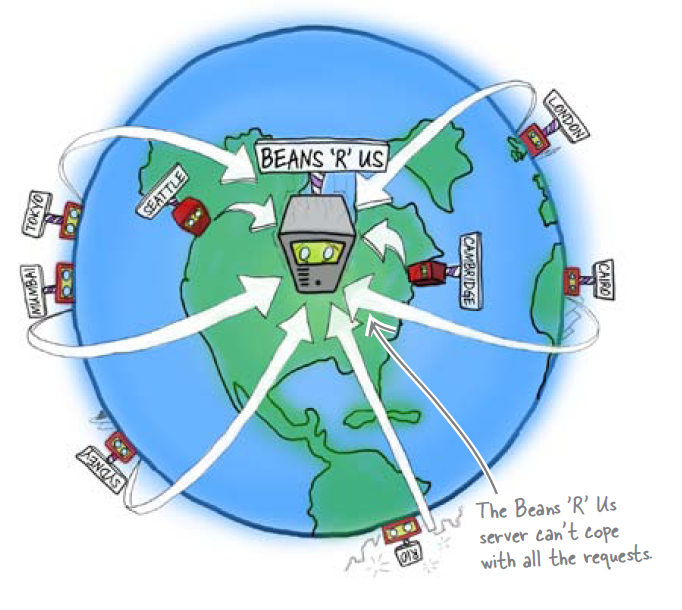 LONDON
BEANS 'R' US
SEATTLE
TOKYO
MUMBAI
CAMBRIDGE
CAIRO
SYDNEY
RIO
The Beans 'R' Us
server can't cope
with all the requests.